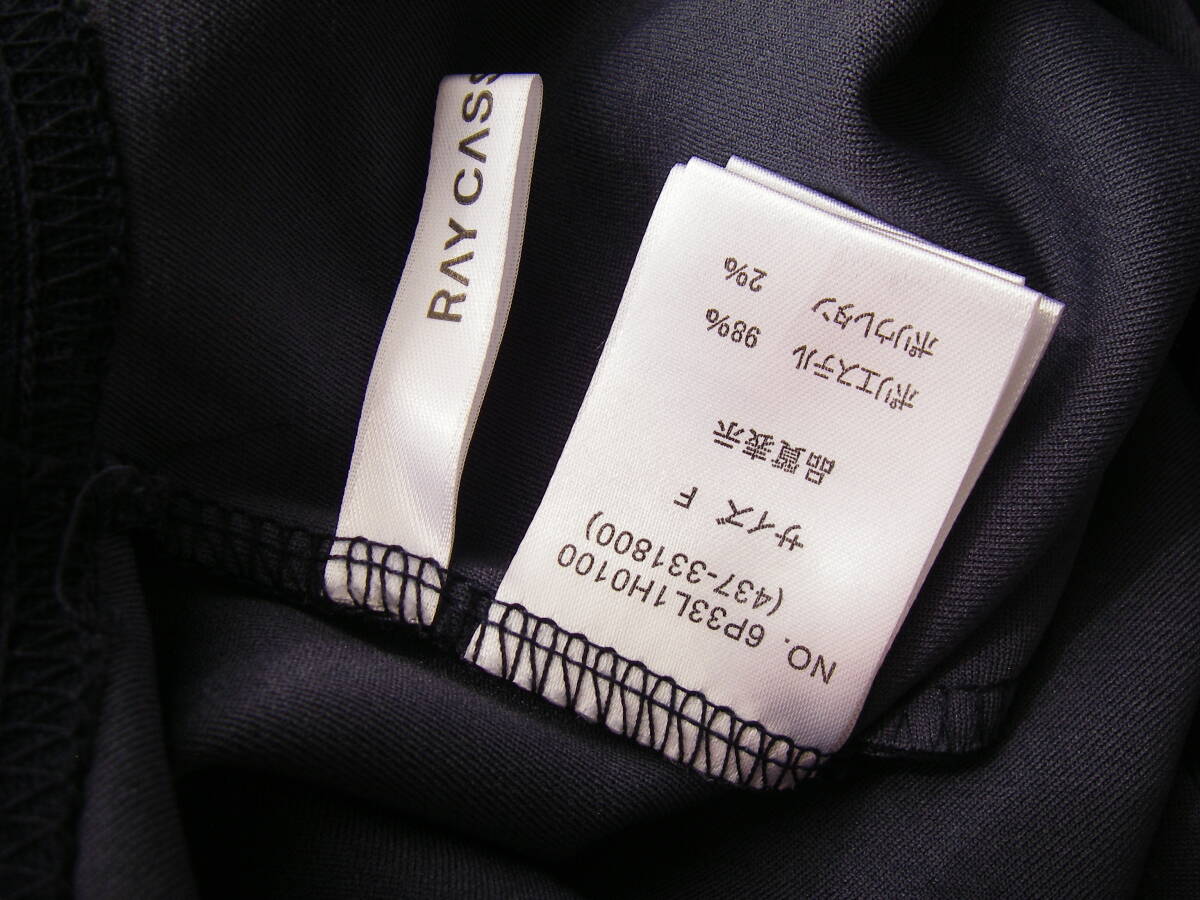 RAY CASS
NO. 6P33L1H0100
(437-331800)
サイズ F
品質表示
ポリエステル 98%
ポリウレタン 2%